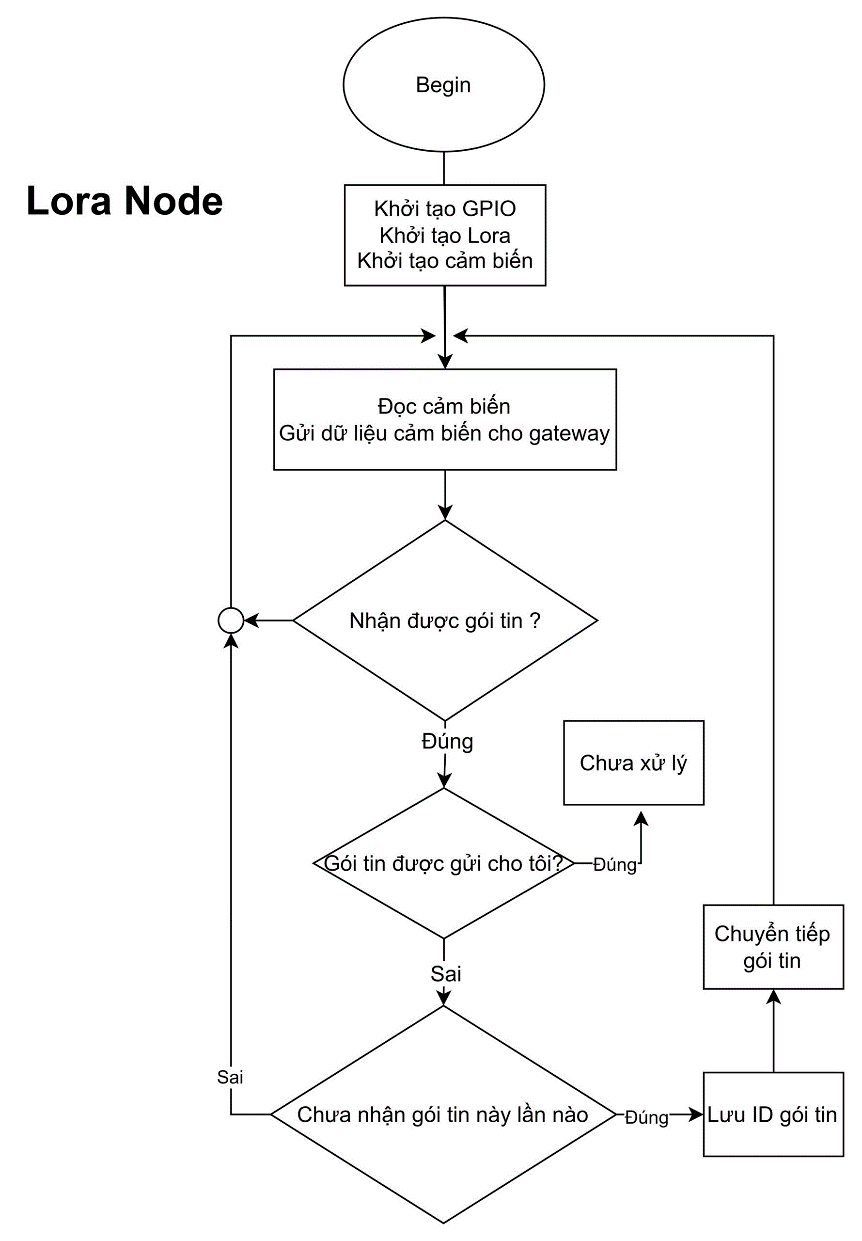 Begin
Lora Node
Khởi tạo GPIO
Khởi tạo Lora
Khởi tạo cảm biến
Đọc cảm biến
Gửi dữ liệu cảm biến cho gateway
Nhận được gói tin ?
Đúng
Chưa xử lý
Gói tin được gửi cho tôi?
Đúng
Chuyển tiếp
gói tin
Sai
Sai
Chưa nhận gói tin này lần nào
Đúng
Lưu ID gói tin